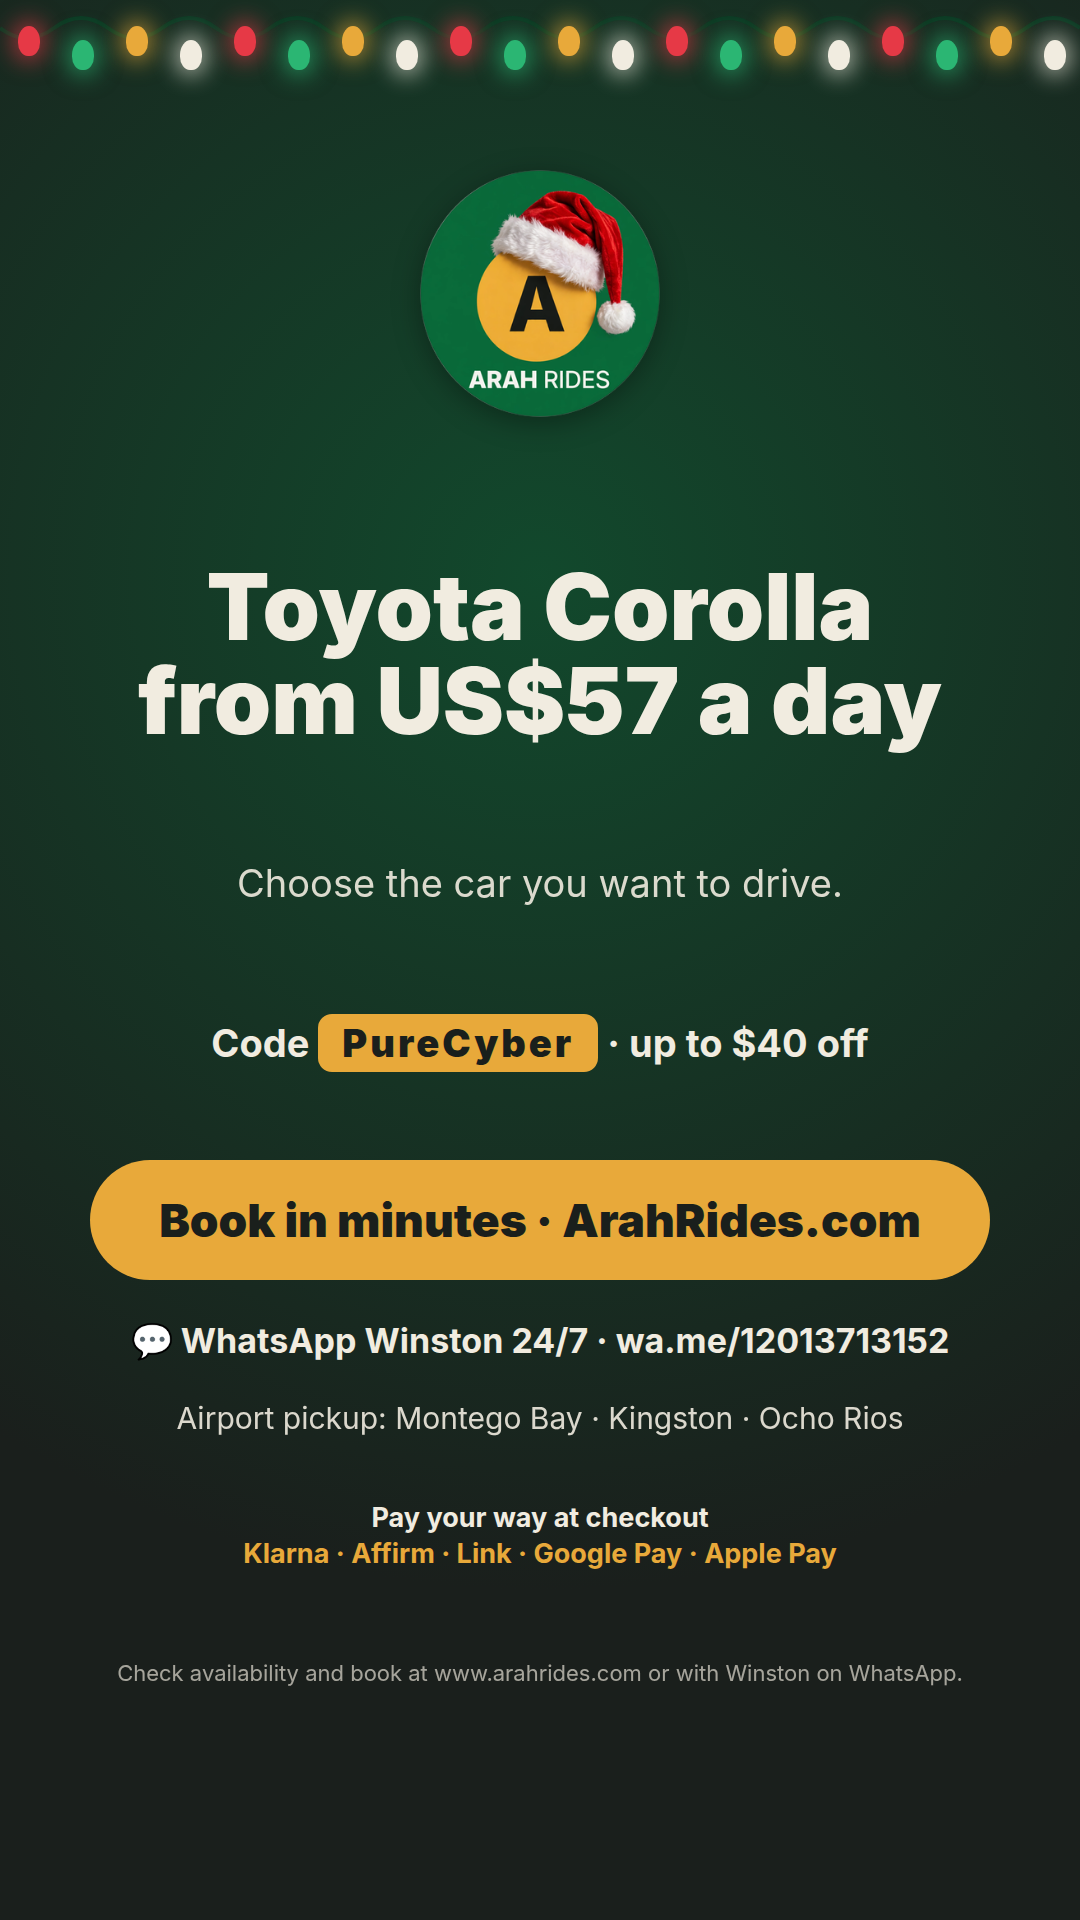 A
ARAH RIDES
Toyota Corolla
from US$57 a day
Choose the car you want to drive.
Code PureCyber · up to $40 off
Book in minutes · ArahRides.com
💬 WhatsApp Winston 24/7 · wa.me/12013713152
Airport pickup: Montego Bay · Kingston · Ocho Rios
Pay your way at checkout
Klarna · Affirm · Link · Google Pay · Apple Pay
Check availability and book at www.arahrides.com or with Winston on WhatsApp.